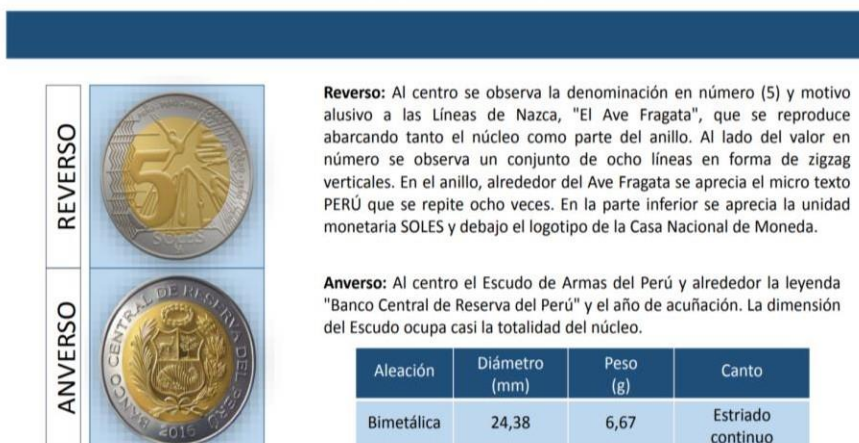 REVERSO
5
SOLES
Reverso: Al centro se observa la denominación en número (5) y motivo
alusivo a las Líneas de Nazca, "El Ave Fragata", que se reproduce
abarcando tanto el núcleo como parte del anillo. Al lado del valor en
número se observa un conjunto de ocho líneas en forma de zigzag
verticales. En el anillo, alrededor del Ave Fragata se aprecia el micro texto
PERÚ que se repite ocho veces. En la parte inferior se aprecia la unidad
monetaria SOLES y debajo el logotipo de la Casa Nacional de Moneda.
ANVERSO
BANCO CENTRAL DE RESERVA DEL PERÚ
2016
Anverso: Al centro el Escudo de Armas del Perú y alrededor la leyenda
"Banco Central de Reserva del Perú" y el año de acuñación. La dimensión
del Escudo ocupa casi la totalidad del núcleo.
Aleación Diámetro (mm) Peso (g) Canto
Bimetálica 24,38 6,67 Estriado continuo